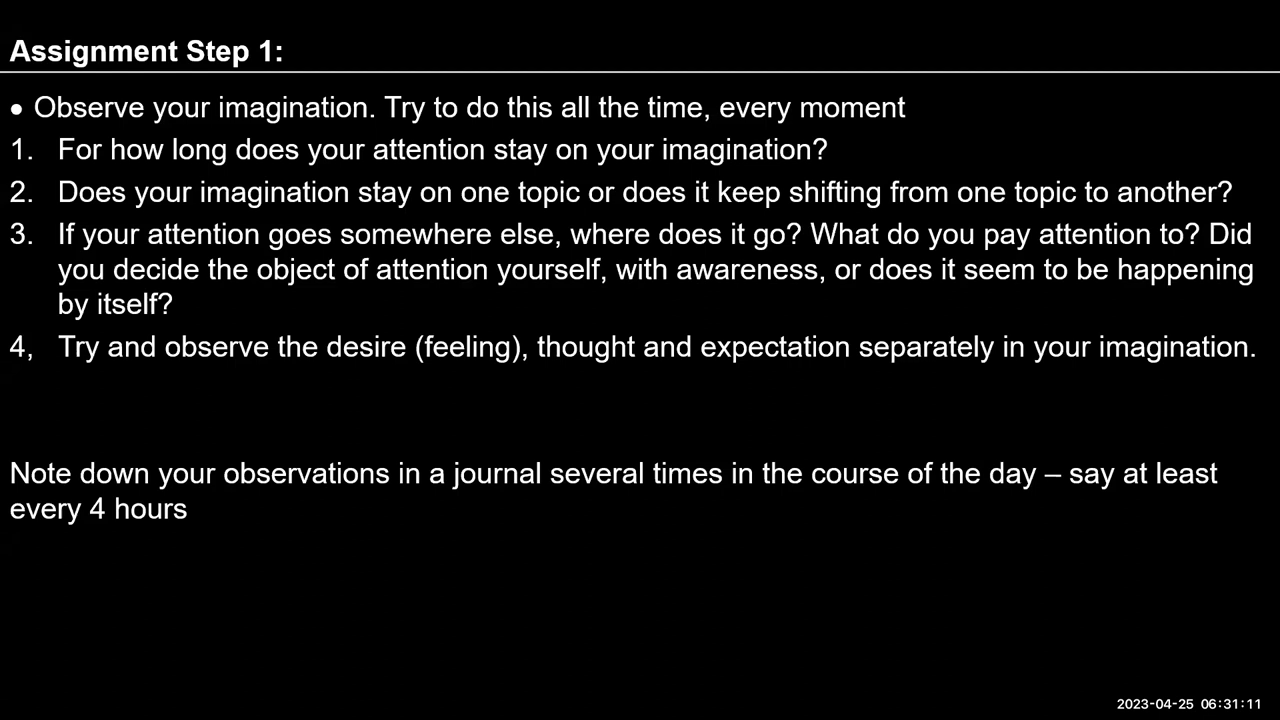 Assignment Step 1:
• Observe your imagination. Try to do this all the time, every moment
1. For how long does your attention stay on your imagination?
2. Does your imagination stay on one topic or does it keep shifting from one topic to another?
3. If your attention goes somewhere else, where does it go? What do you pay attention to? Did
you decide the object of attention yourself, with awareness, or does it seem to be happening
by itself?
4, Try and observe the desire (feeling), thought and expectation separately in your imagination.
Note down your observations in a journal several times in the course of the day – say at least
every 4 hours
2023-04-25 06:31:11